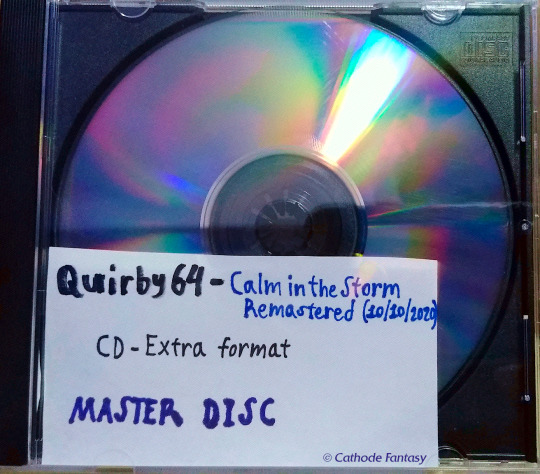 Quirby64 - Calm in the Storm
Remastered (10/10/2020)
CD-Extra format
MASTER DISC
© Cathode Fantasy